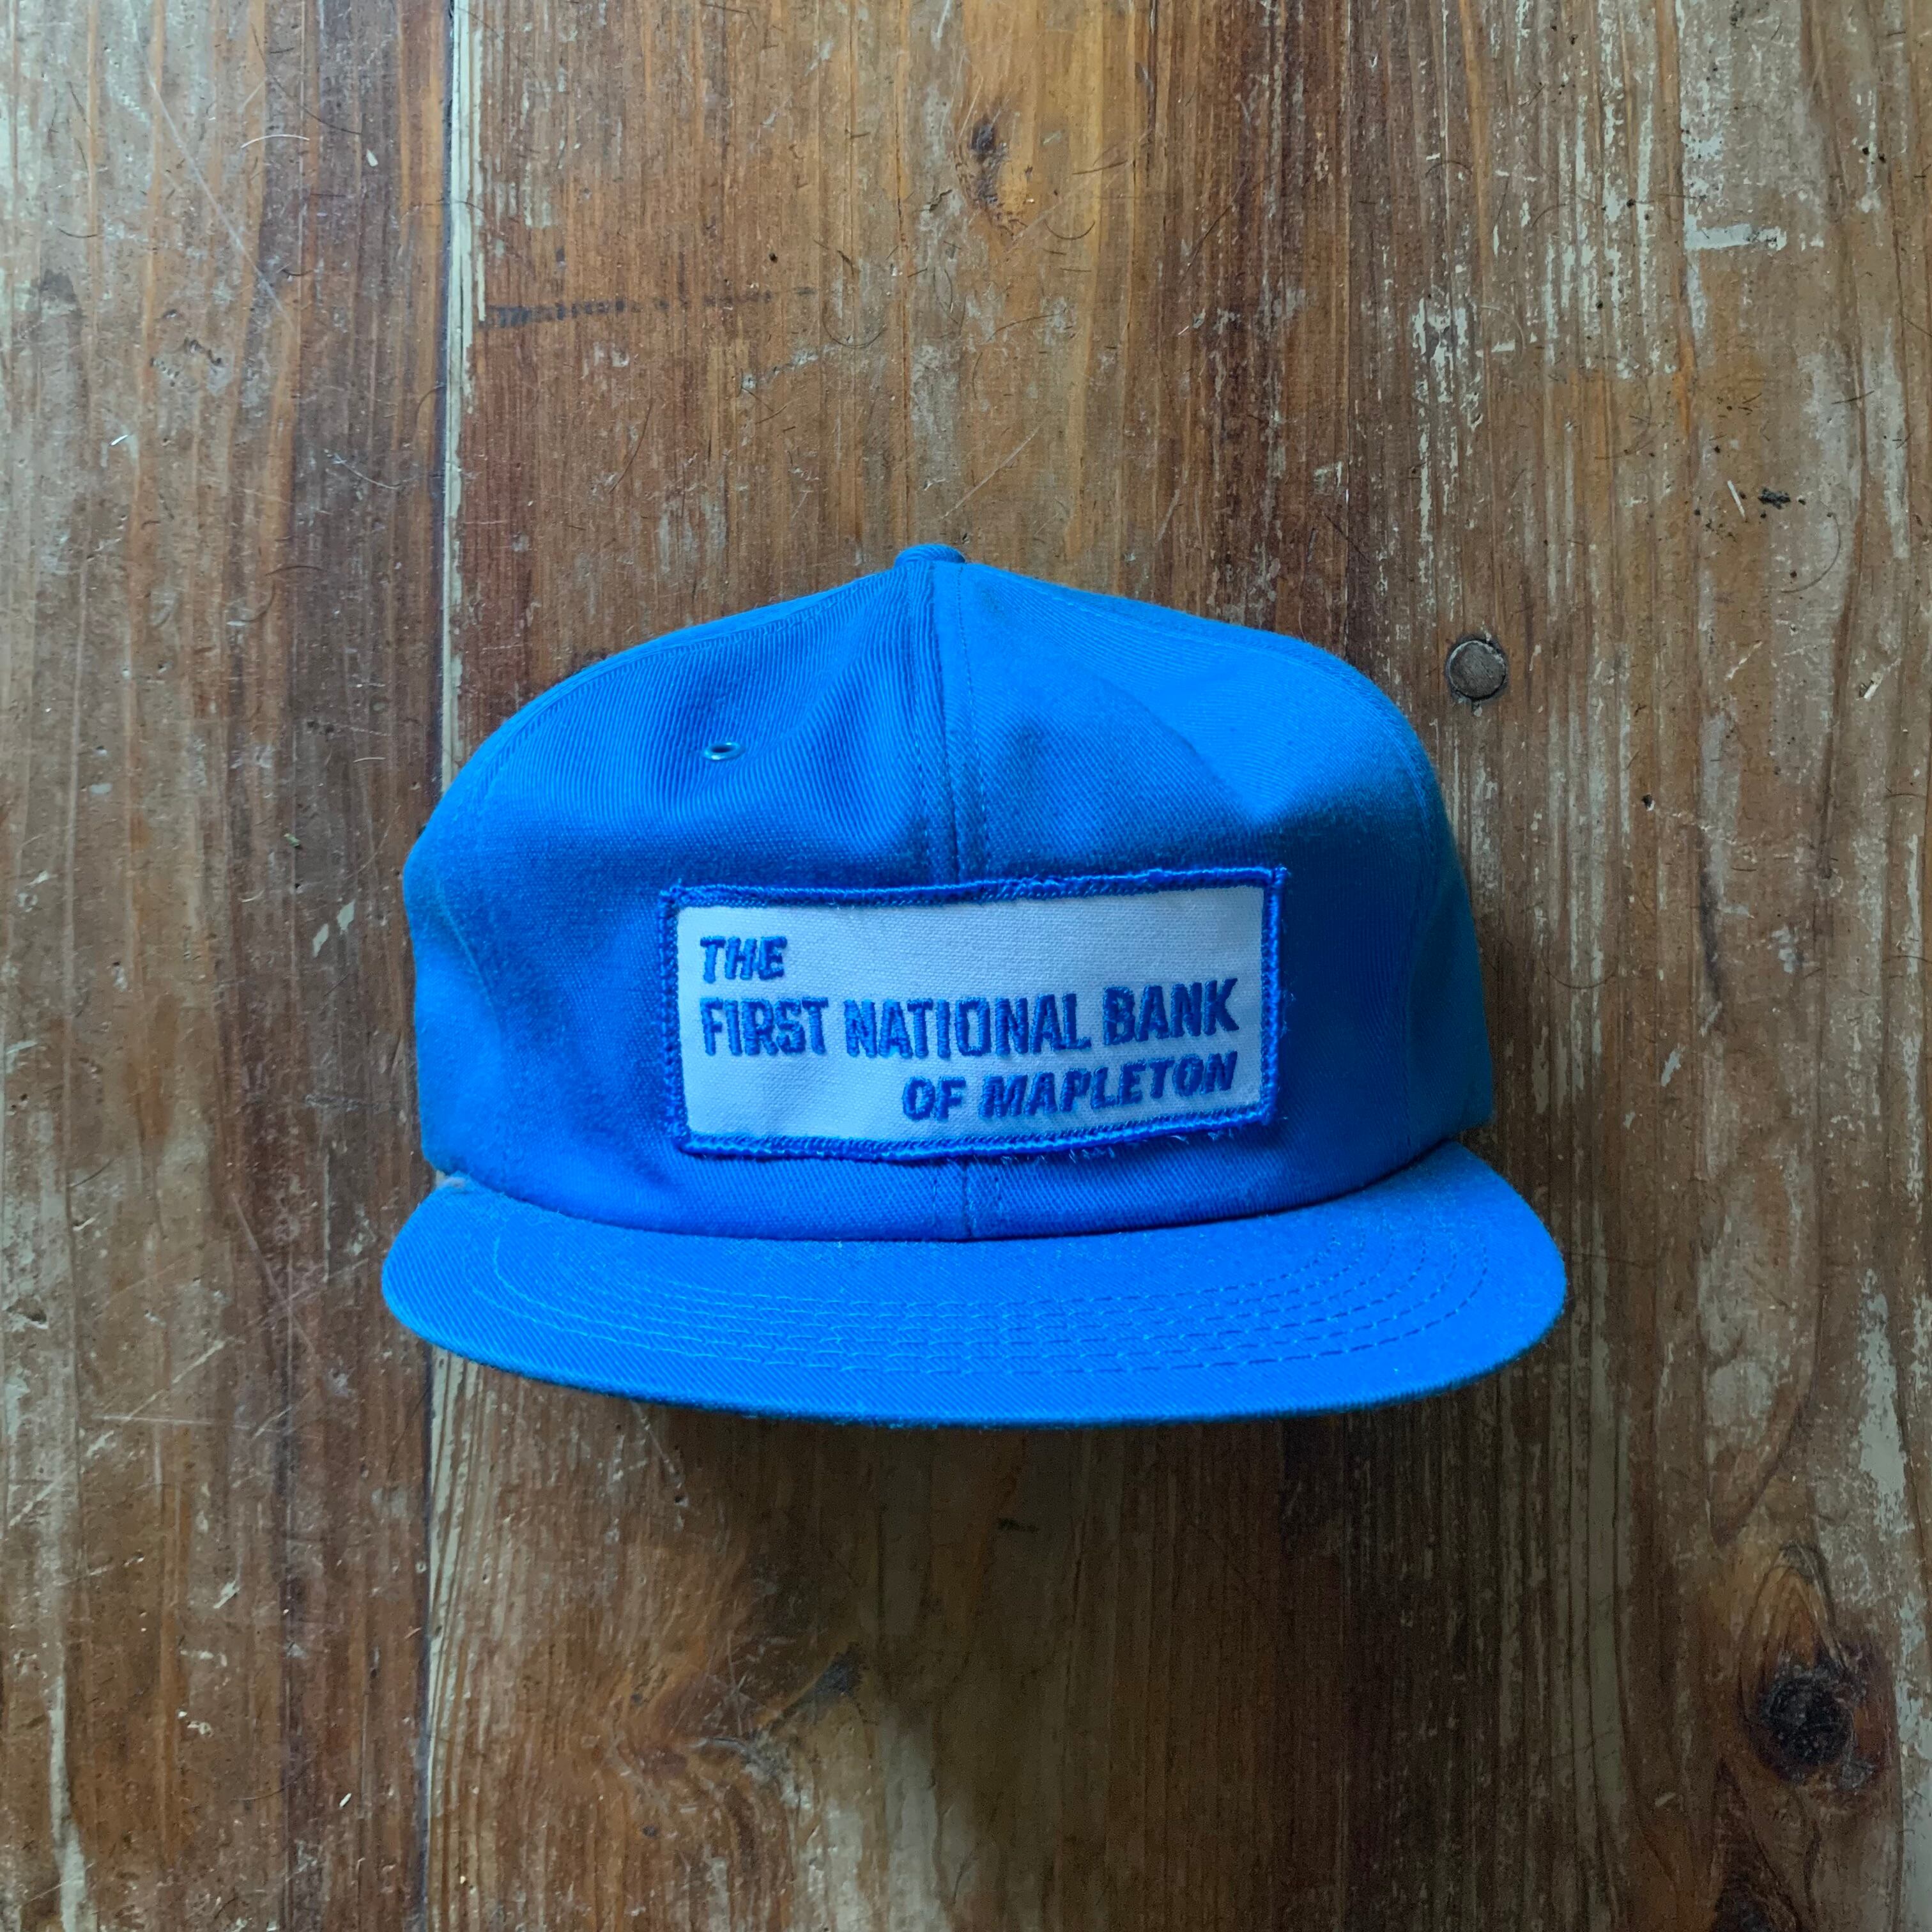 THE
FIRST NATIONAL BANK
OF MAPLETON